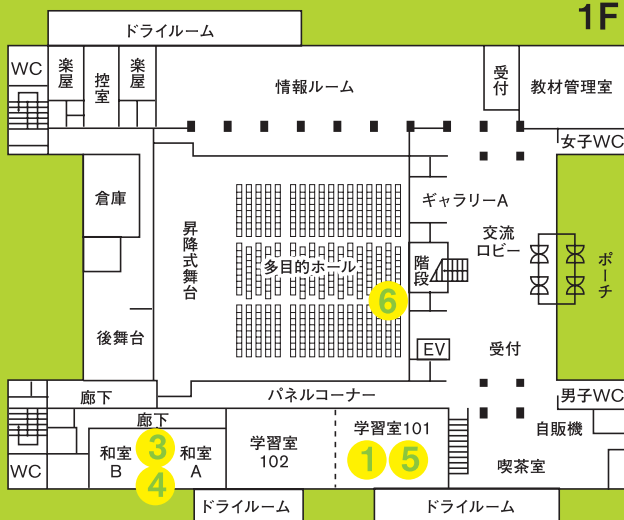 1F
ドライルーム
WC
楽屋
控室
楽屋
情報ルーム
受付
教材管理室
女子WC
倉庫
昇降式舞台
多目的ホール
ギャラリーA
階段
交流
ロビー
ポーチ
6
後舞台
EV
受付
廊下
パネルコーナー
男子WC
廊下
自販機
和室
B
3
4
和室
A
学習室
102
学習室101
1
5
喫茶室
WC
ドライルーム
ドライルーム